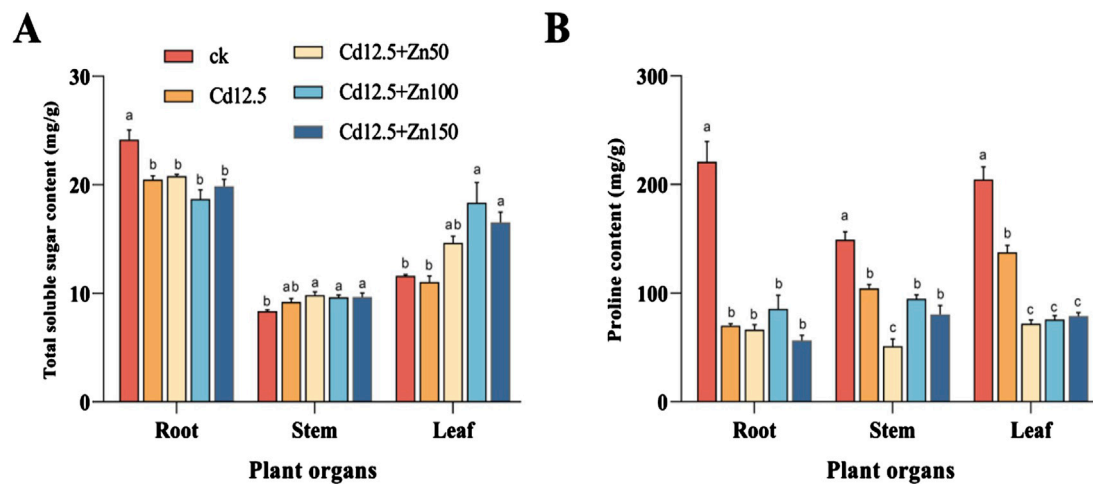 A
ck
Cd12.5
Cd12.5+Zn50
Cd12.5+Zn100
Cd12.5+Zn150
Total soluble sugar content (mg/g)
30
20
10
0
a b b b b
b ab a a a
b b ab a a
Root Stem Leaf
Plant organs
B
Proline content (mg/g)
300
200
100
0
a b b b b
a b c b b
a b c c c
Root Stem Leaf
Plant organs